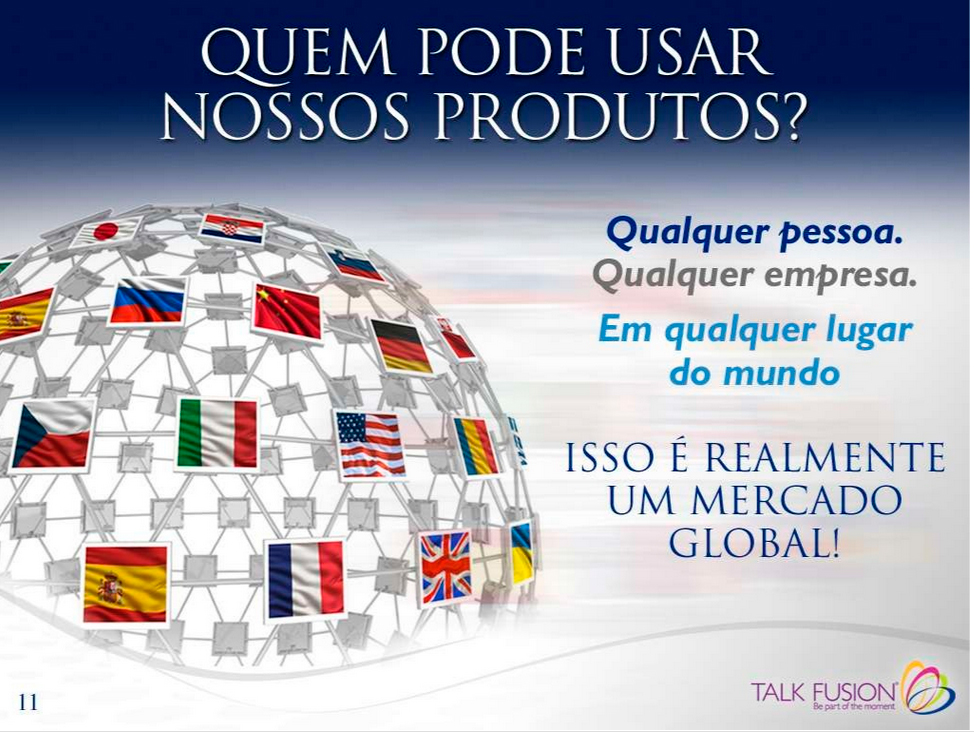 QUEM PODE USAR
NOSSOS PRODUTOS?
Qualquer pessoa.
Qualquer empresa.
Em qualquer lugar
do mundo
ISSO É REALMENTE
UM MERCADO
GLOBAL!
11
TALK FUSION®
Be part of the moment